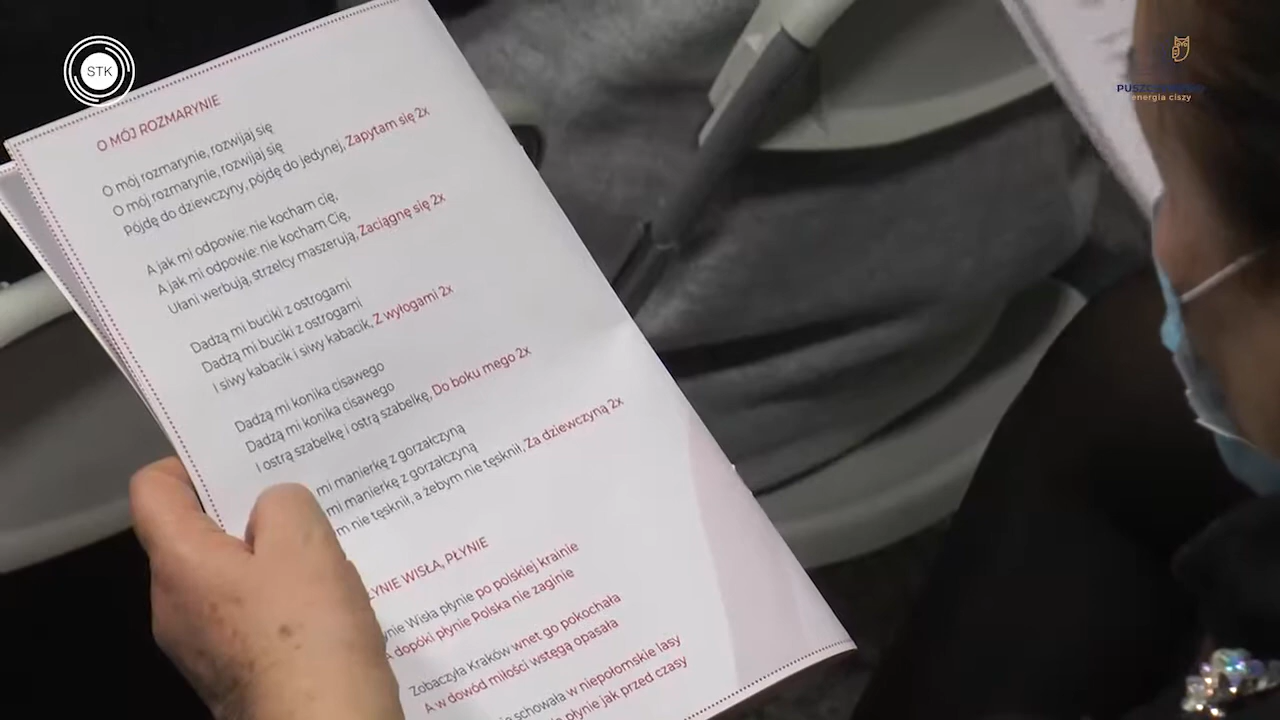 STK
energia ciszy
O MÓJ ROZMARYNIE
O mój rozmarynie, rozwijaj się
O mój rozmarynie, rozwijaj się
Pójdę do dziewczyny, pójdę do jedynej, Zapytam się 2x
A jak mi odpowie: nie kocham cię,
A jak mi odpowie: nie kocham Cię,
Ułani werbują, strzelcy maszerują, Zaciągnę się 2x
Dadzą mi buciki z ostrogami
Dadzą mi buciki z ostrogami
I siwy kabacik i siwy kabacik, Z wyłogami 2x
Dadzą mi konika cisawego
Dadzą mi konika cisawego
I ostrą szabelkę i ostrą szabelkę, Do boku mego 2x
mi manierkę z gorzałczyną
mi manierkę z gorzałczyną
m nie tęsknił, a żebym nie tęsknił, Za dziewczyną 2x
ŁYNIE WISŁA, PŁYNIE
ynie Wisła płynie po polskiej krainie
dopóki płynie Polska nie zaginie
Zobaczyła Kraków wnet go pokochała
A w dowód miłości wstęgą opasała
schowała w niepołomskie lasy
płynie jak przed czasy